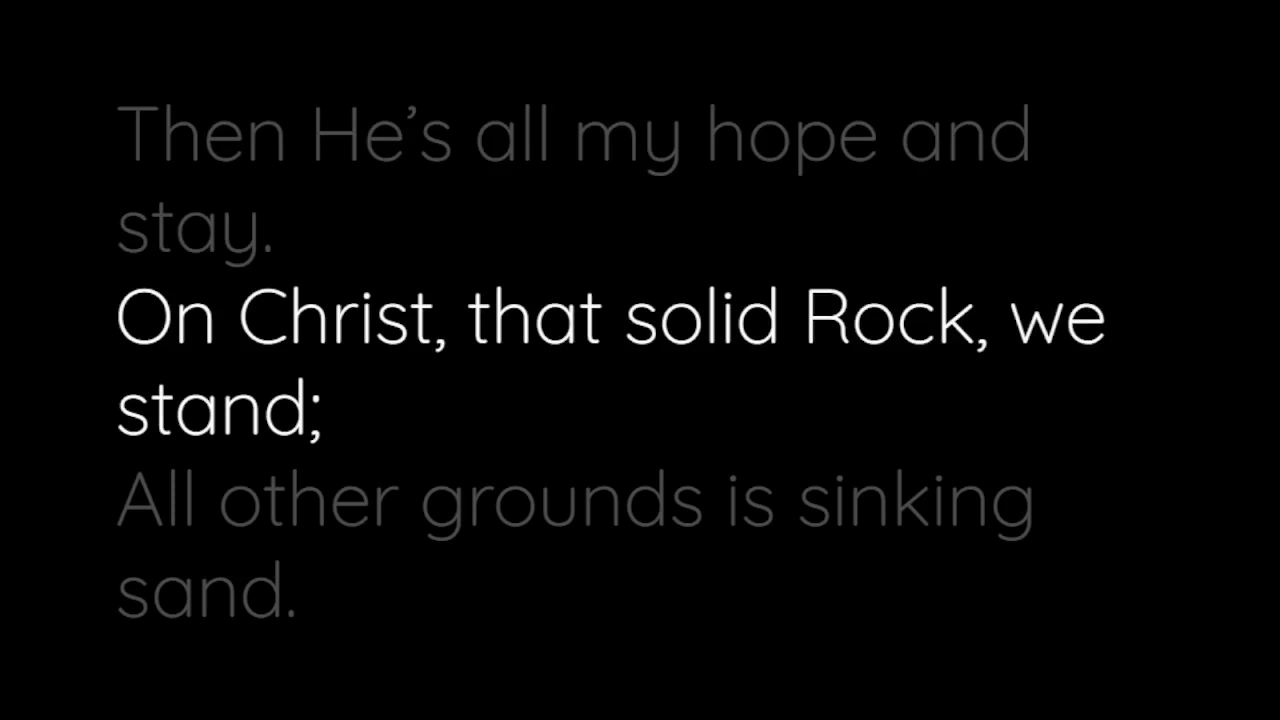 Then He’s all my hope and
stay.
On Christ, that solid Rock, we
stand;
All other grounds is sinking
sand.